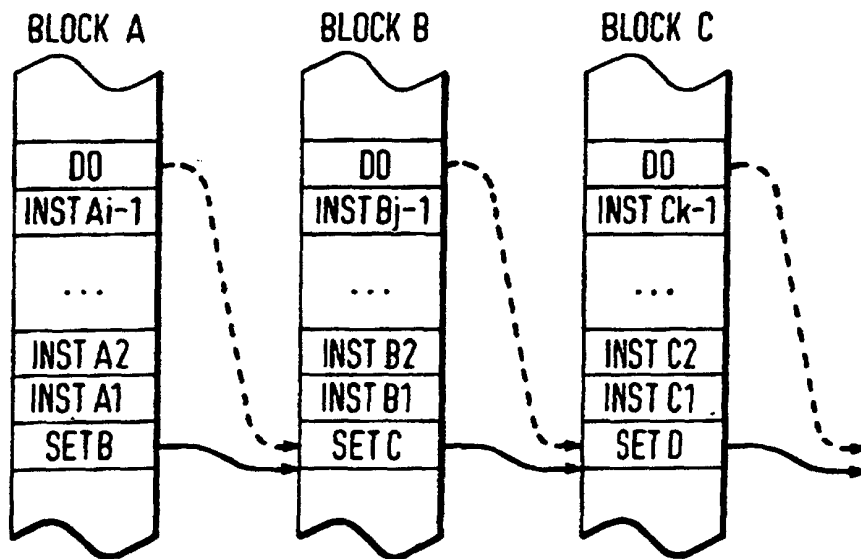 BLOCK A
DO
INST Ai-1
...
INST A2
INST A1
SET B
BLOCK B
DO
INST Bj-1
...
INST B2
INST B1
SET C
BLOCK C
DO
INST Ck-1
...
INST C2
INST C1
SET D